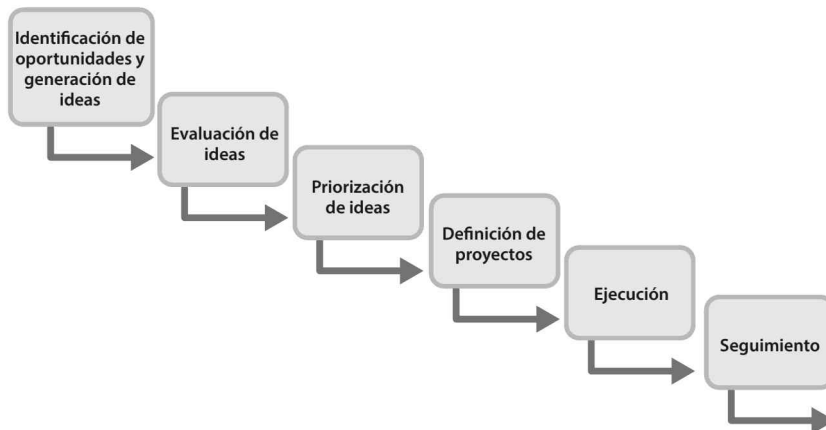 Identificación de
oportunidades y
generación de
ideas
Evaluación de
ideas
Priorización
de ideas
Definición de
proyectos
Ejecución
Seguimiento